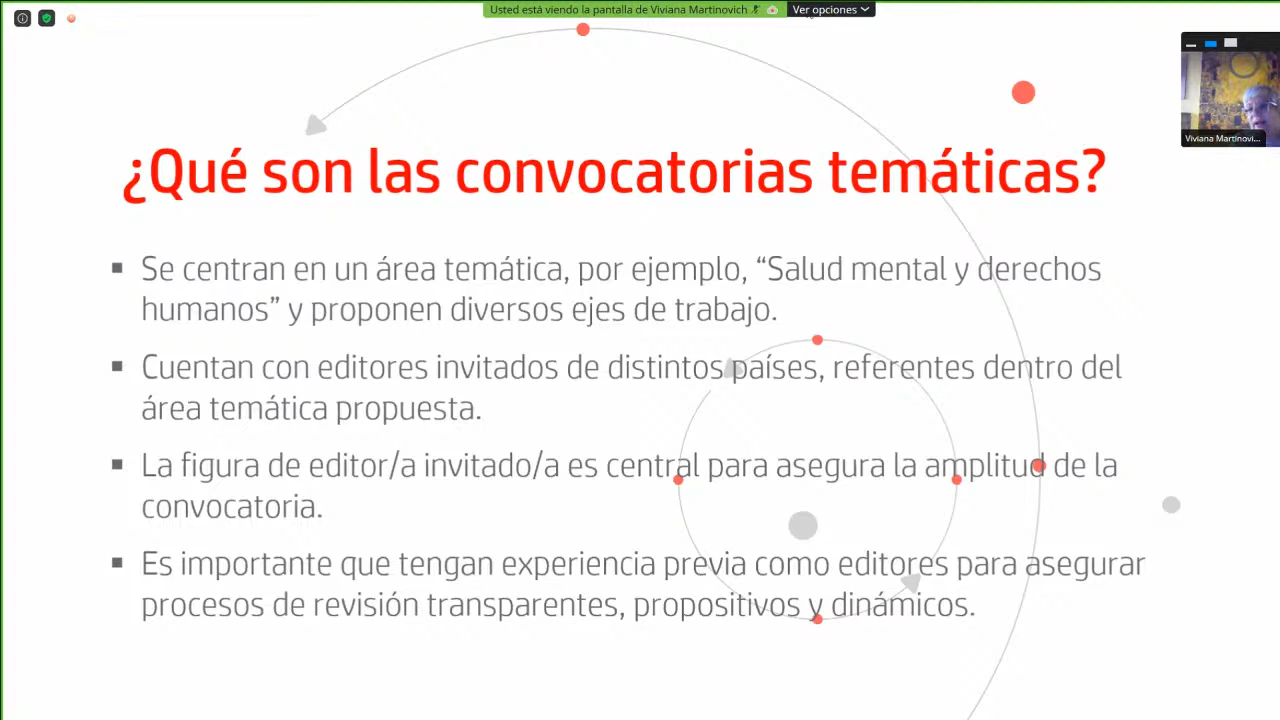 Usted está viendo la pantalla de Viviana Martinovich
Ver opciones
Viviana Martinovi...
¿Qué son las convocatorias temáticas?
▪ Se centran en un área temática, por ejemplo, “Salud mental y derechos
humanos” y proponen diversos ejes de trabajo.
▪ Cuentan con editores invitados de distintos países, referentes dentro del
área temática propuesta.
▪ La figura de editor/a invitado/a es central para asegura la amplitud de la
convocatoria.
▪ Es importante que tengan experiencia previa como editores para asegurar
procesos de revisión transparentes, propositivos y dinámicos.